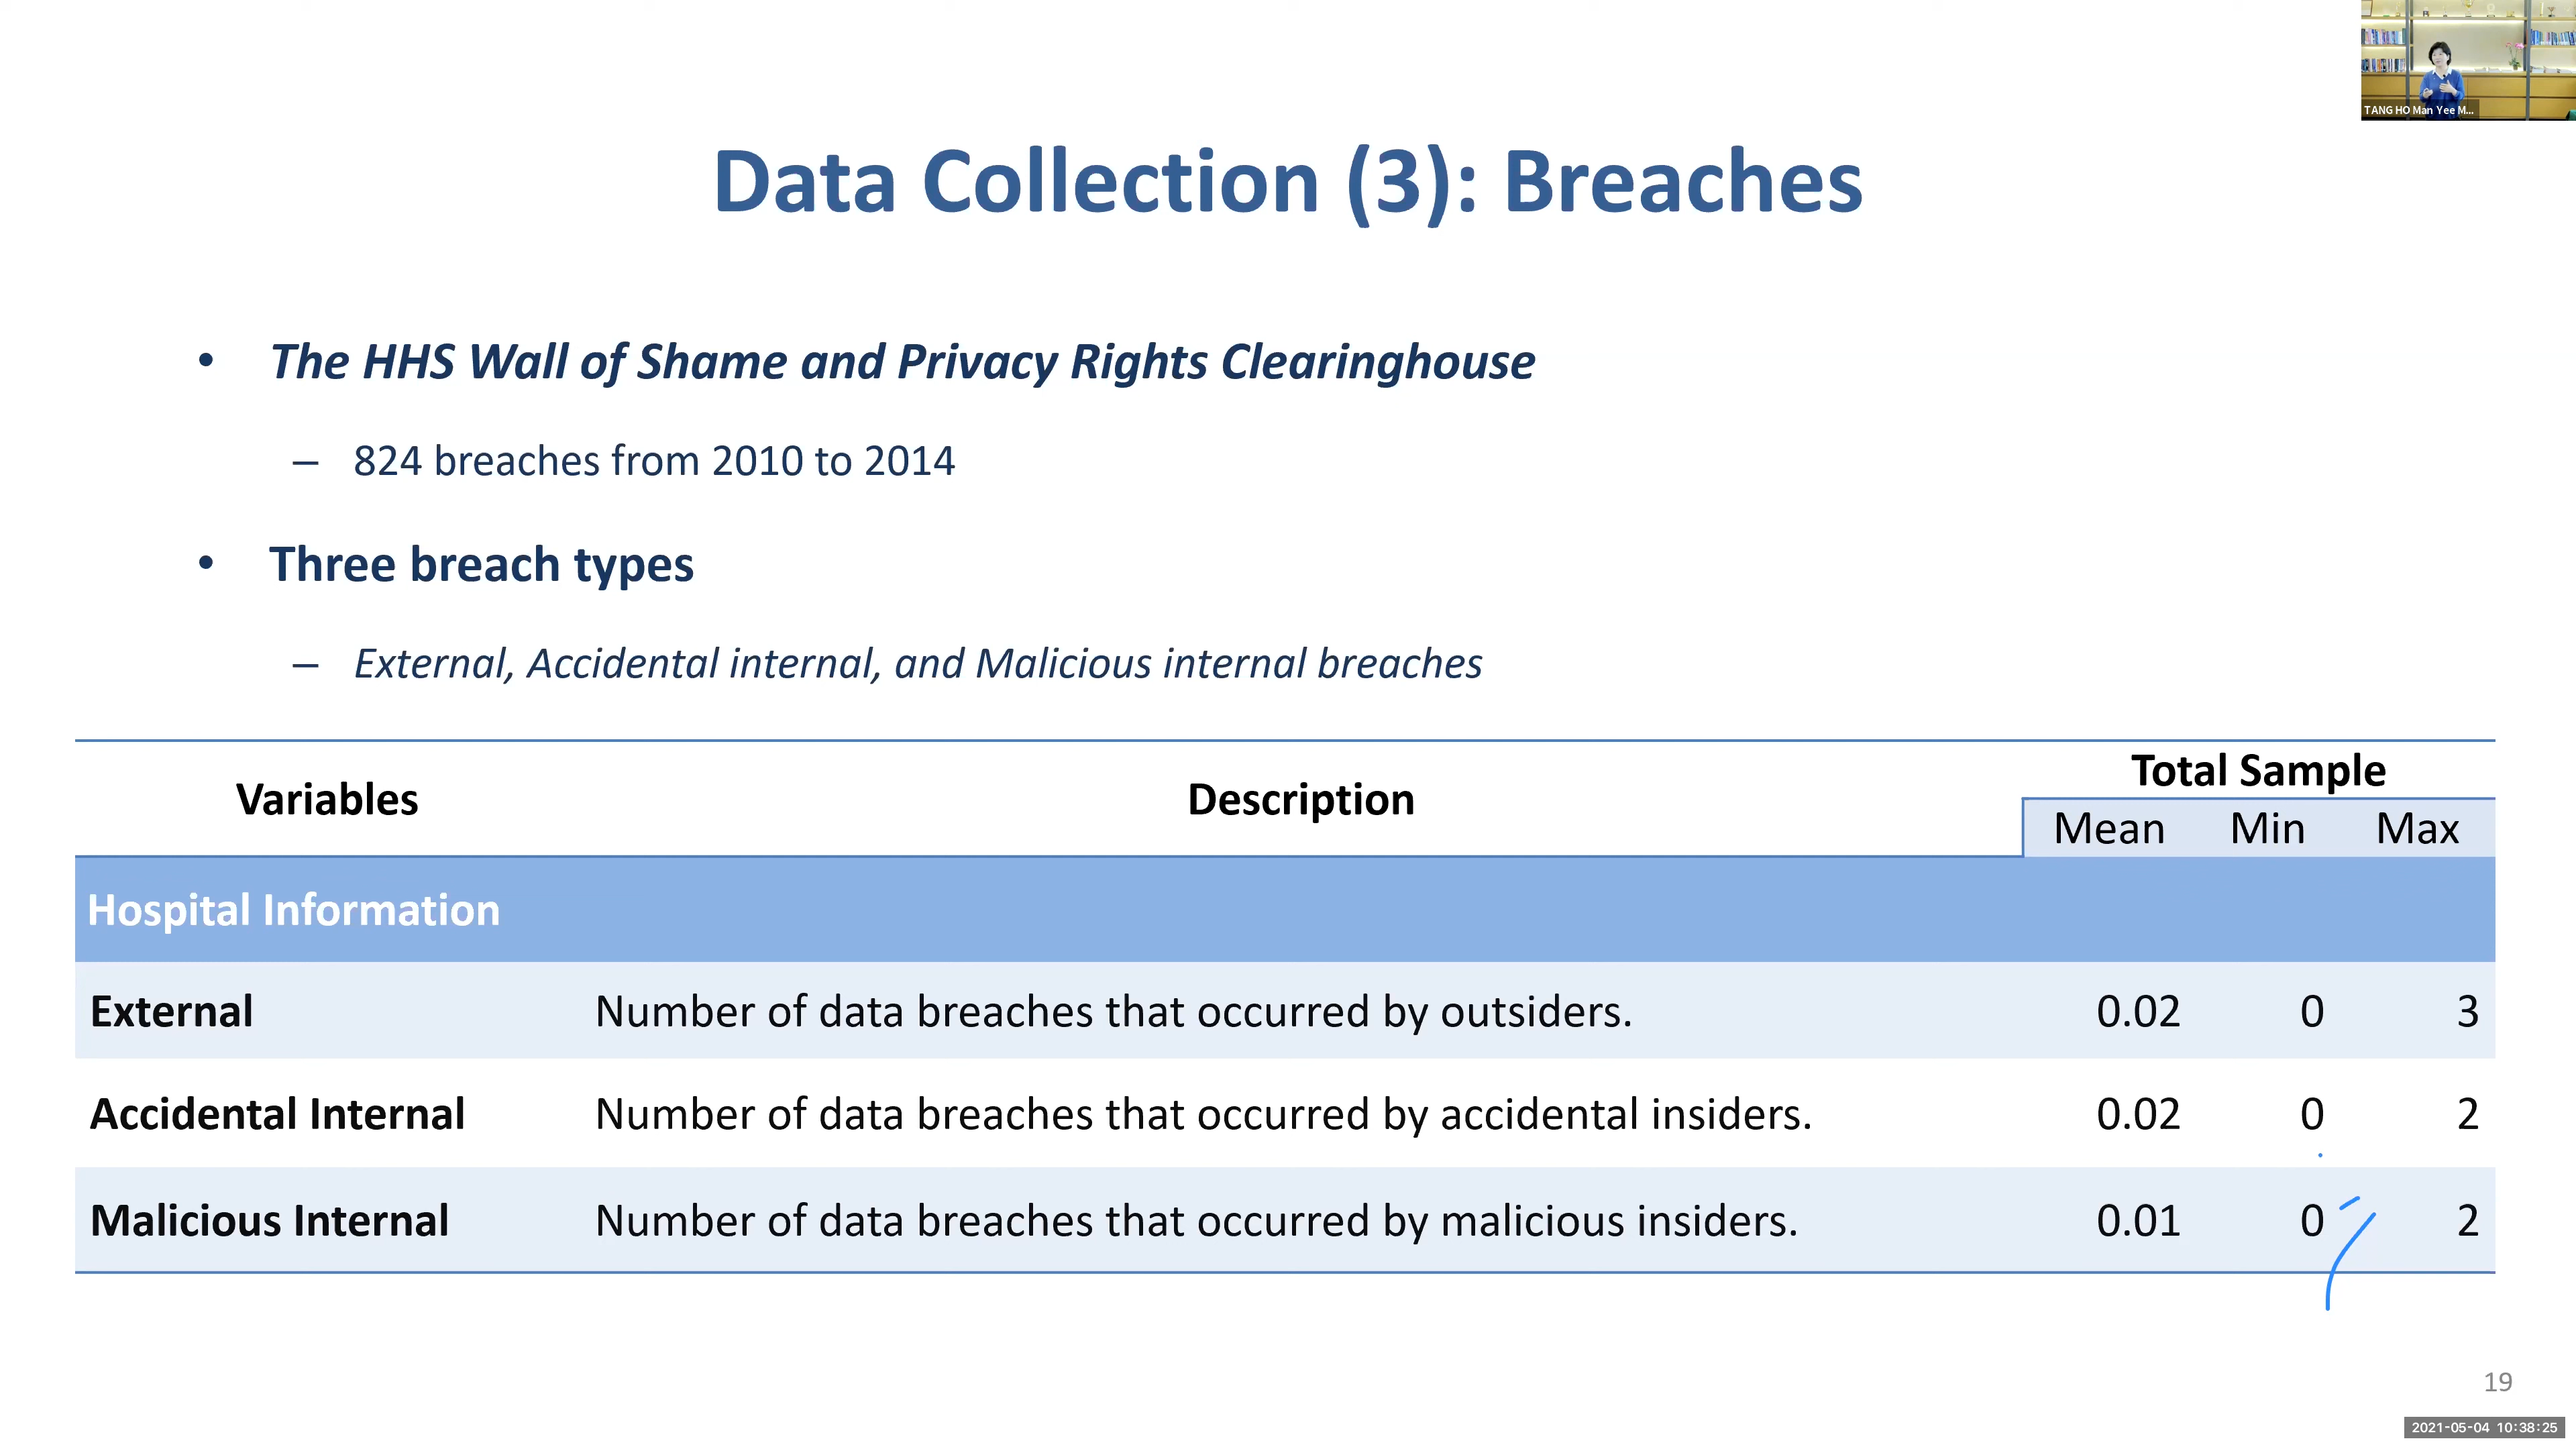 TANG HO Man Yee M...
Data Collection (3): Breaches
• The HHS Wall of Shame and Privacy Rights Clearinghouse
– 824 breaches from 2010 to 2014
• Three breach types
– External, Accidental internal, and Malicious internal breaches
Variables Description Total Sample
Mean Min Max
Hospital Information
External Number of data breaches that occurred by outsiders. 0.02 0 3
Accidental Internal Number of data breaches that occurred by accidental insiders. 0.02 0 2
Malicious Internal Number of data breaches that occurred by malicious insiders. 0.01 0 2
19
2021-05-04 10:38:25